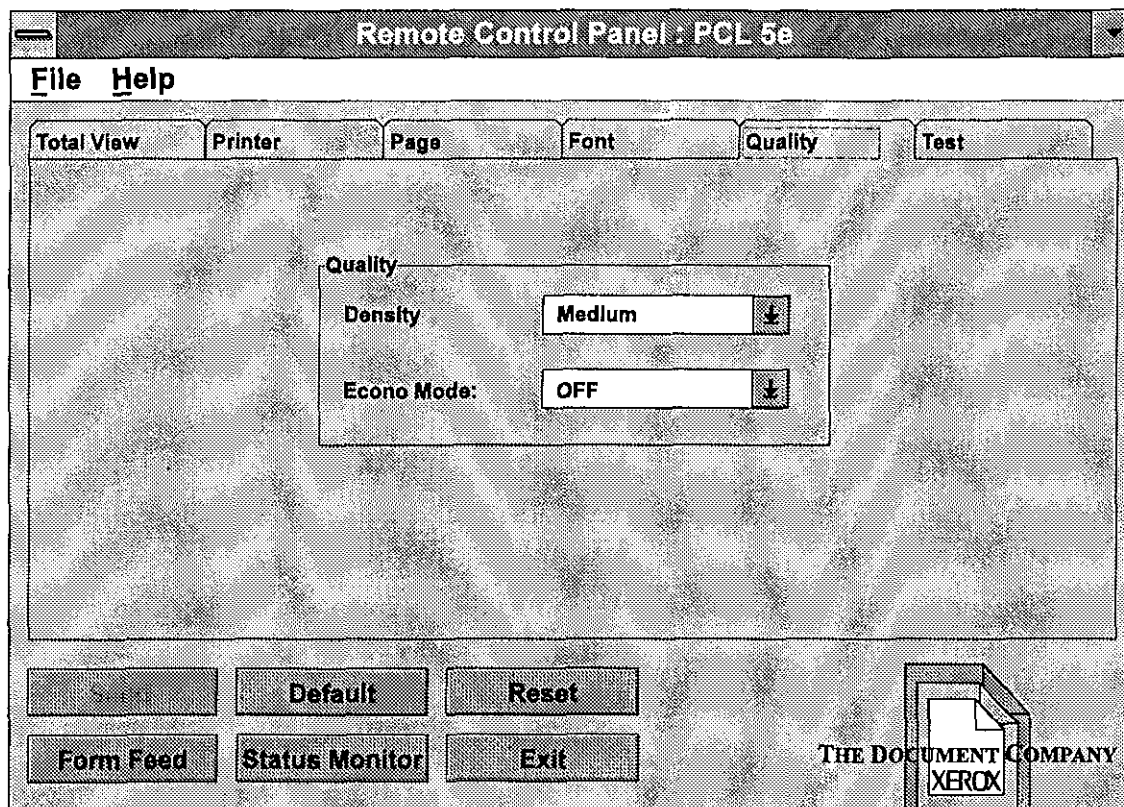 Remote Control Panel : PCL 5e
File Help
Total View Printer Page Font Quality Test
Quality
Density Medium
Econo Mode: OFF
Default Reset
Form Feed Status Monitor Exit
THE DOCUMENT COMPANY
XEROX